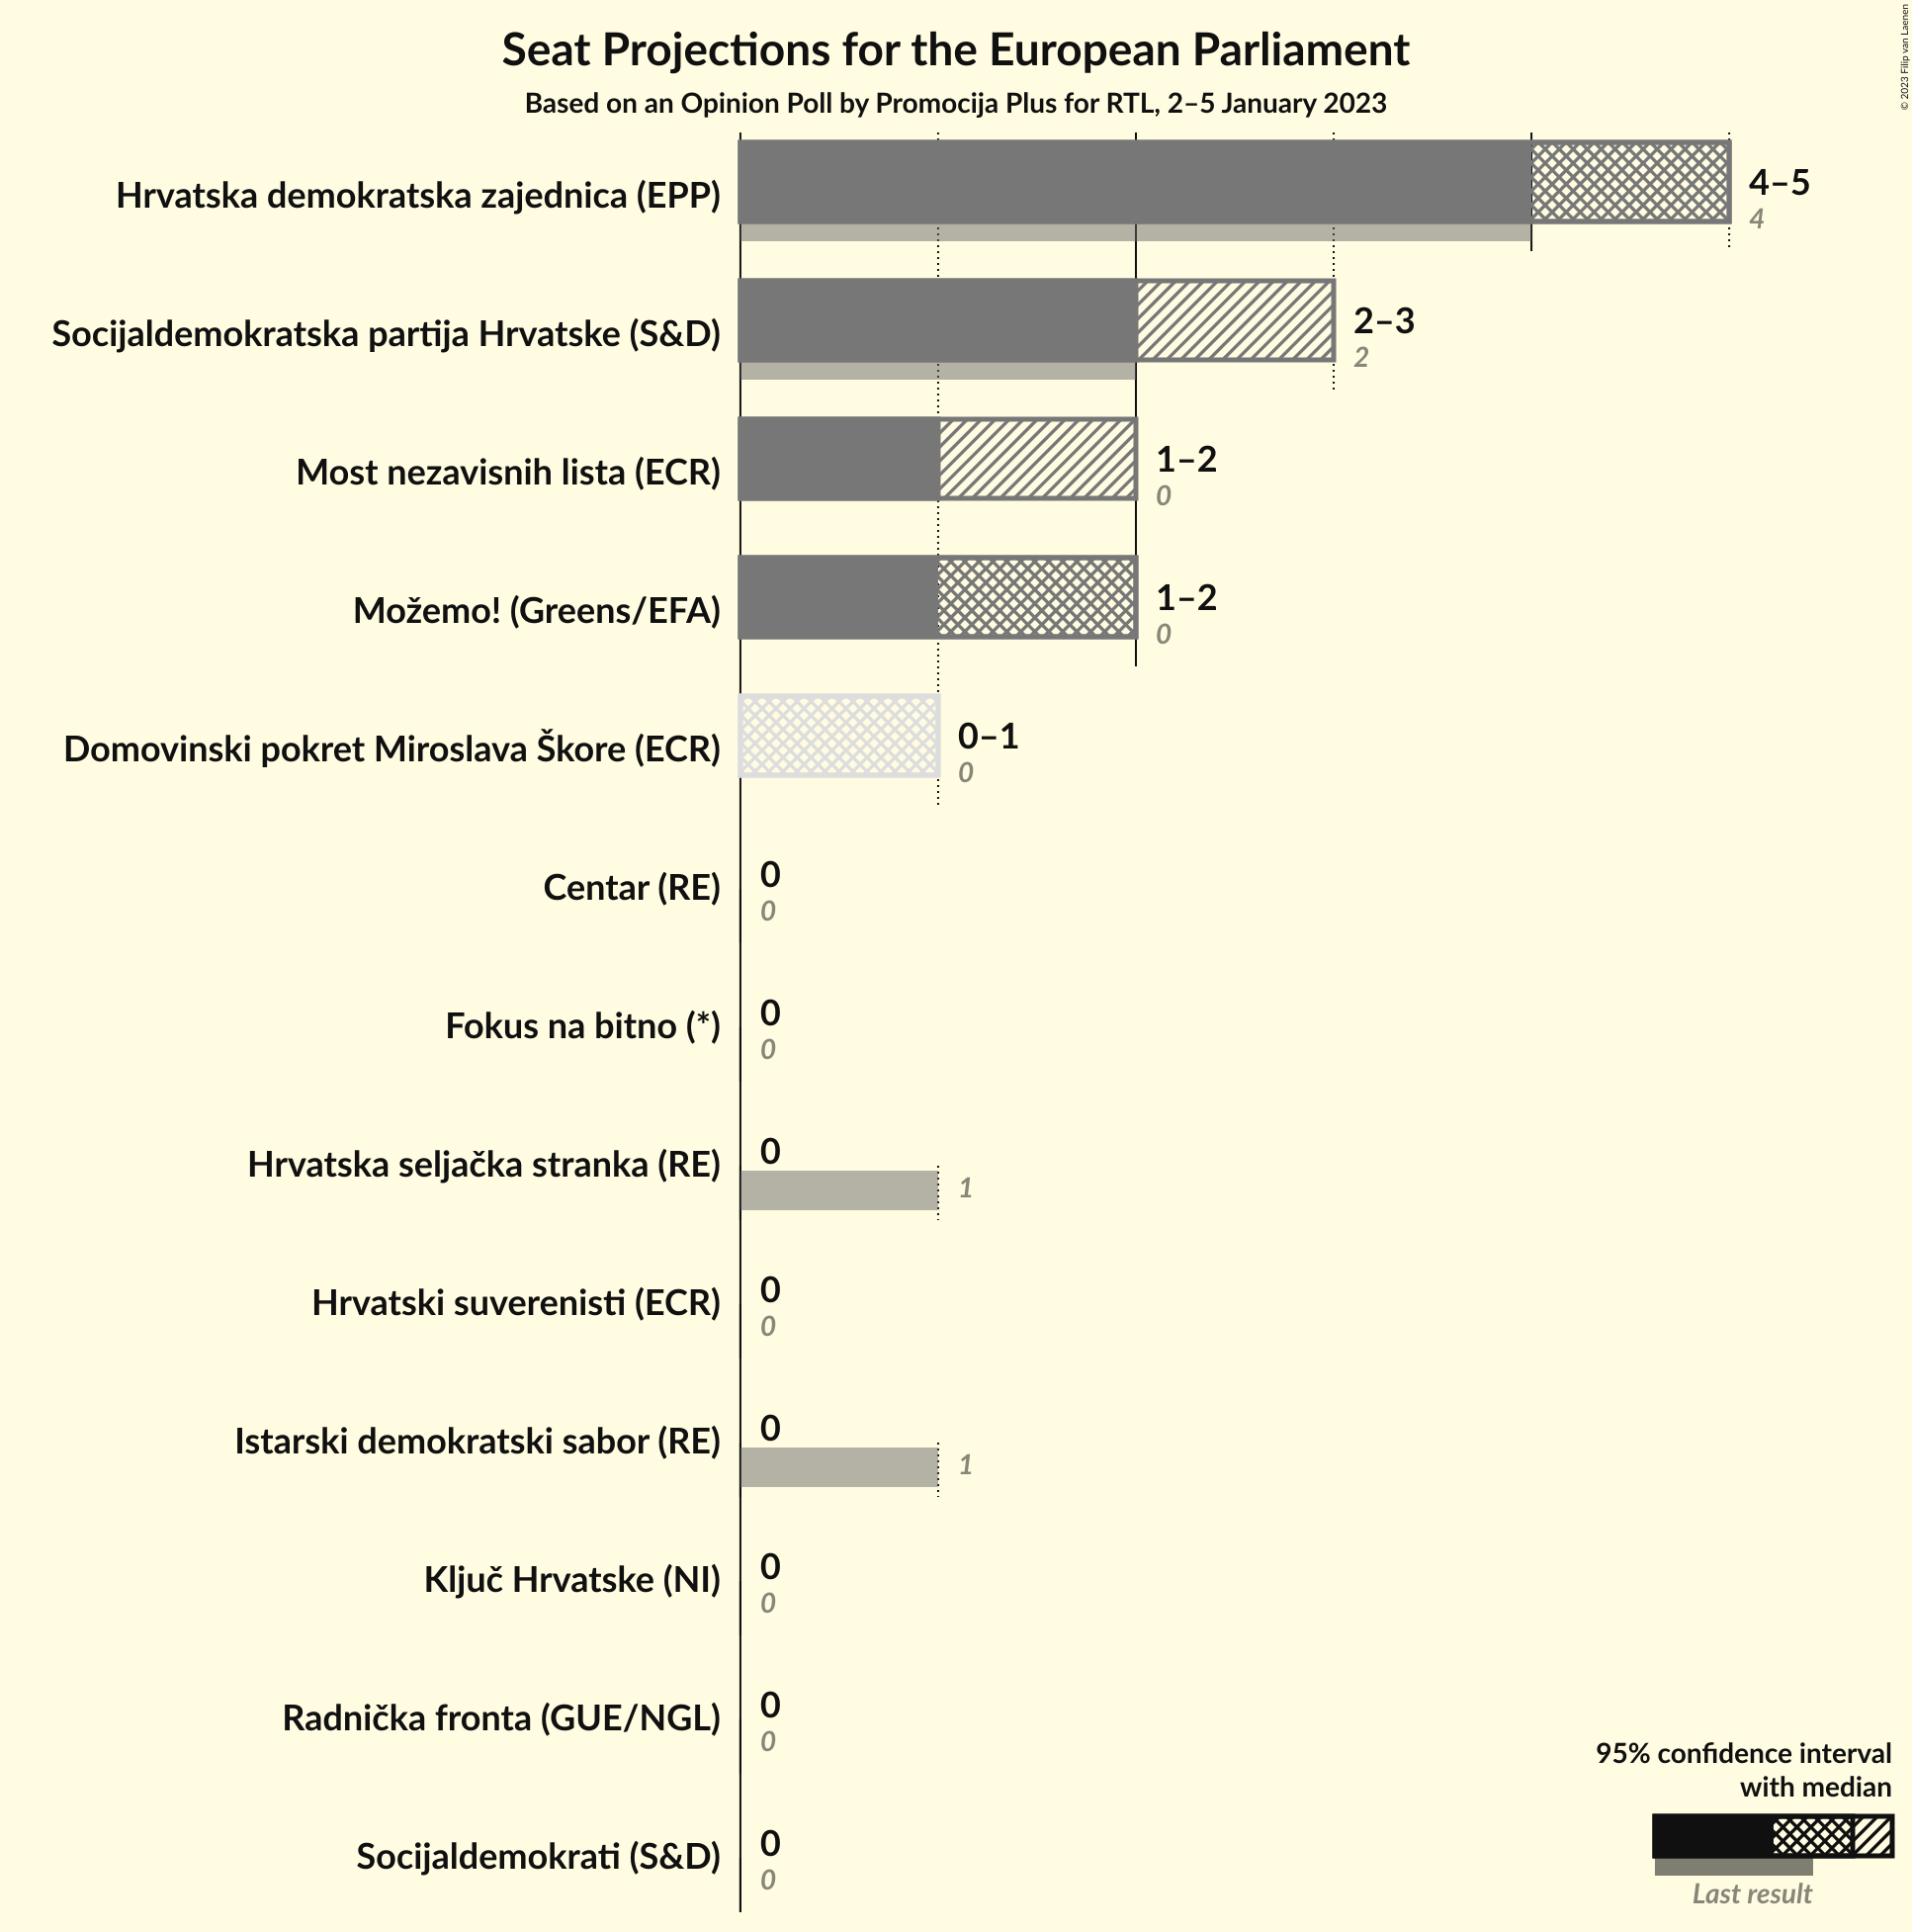 Seat Projections for the European Parliament
Based on an Opinion Poll by Promocija Plus for RTL, 2–5 January 2023
© 2023 Filip van Laenen
Hrvatska demokratska zajednica (EPP)
4–5
4
Socijaldemokratska partija Hrvatske (S&D)
2–3
2
Most nezavisnih lista (ECR)
1–2
0
Možemo! (Greens/EFA)
1–2
0
Domovinski pokret Miroslava Škore (ECR)
0–1
0
Centar (RE)
0
0
Fokus na bitno (*)
0
0
Hrvatska seljačka stranka (RE)
0
1
Hrvatski suverenisti (ECR)
0
0
Istarski demokratski sabor (RE)
0
1
Ključ Hrvatske (NI)
0
0
Radnička fronta (GUE/NGL)
0
0
Socijaldemokrati (S&D)
0
0
95% confidence interval
with median
Last result